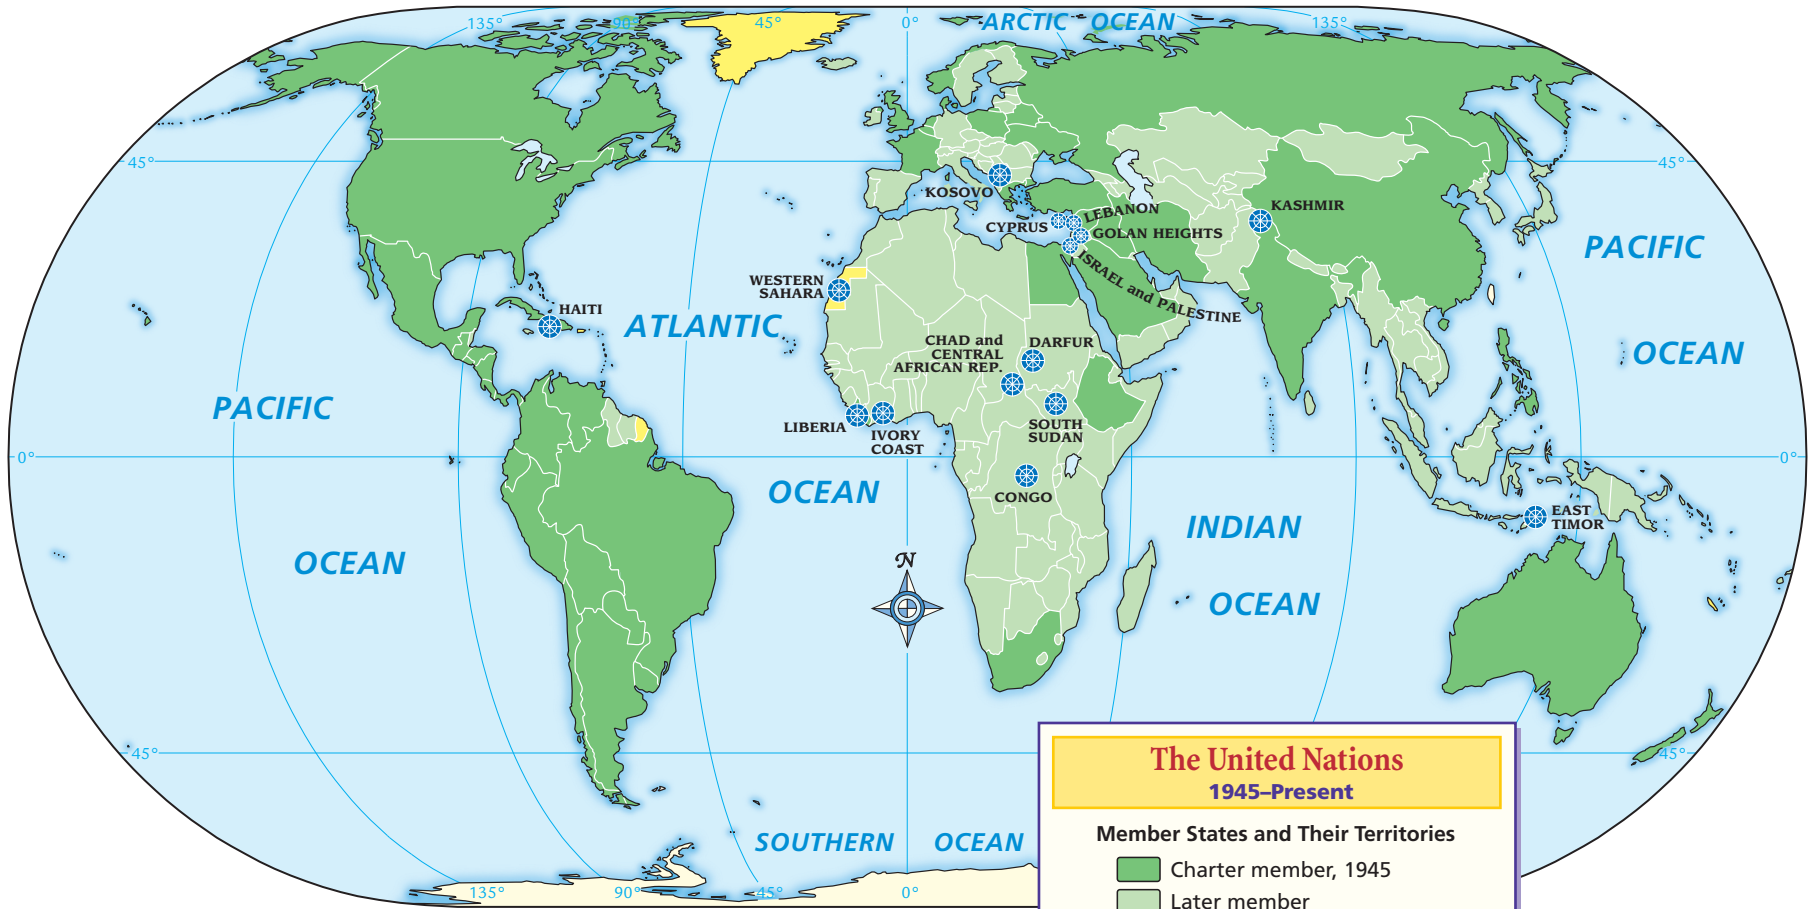 135°
90°
45°
0°
ARCTIC OCEAN
135°
45°
45°
KOSOVO
CYPRUS
LEBANON
GOLAN HEIGHTS
ISRAEL and PALESTINE
KASHMIR
PACIFIC
OCEAN
WESTERN
SAHARA
HAITI
ATLANTIC
OCEAN
CHAD and
CENTRAL
AFRICAN REP.
DARFUR
PACIFIC
OCEAN
LIBERIA
IVORY
COAST
SOUTH
SUDAN
0°
0°
CONGO
EAST
TIMOR
INDIAN
OCEAN
N
45°
45°
SOUTHERN OCEAN
135°
90°
45°
0°
The United Nations
1945–Present
Member States and Their Territories
Charter member, 1945
Later member